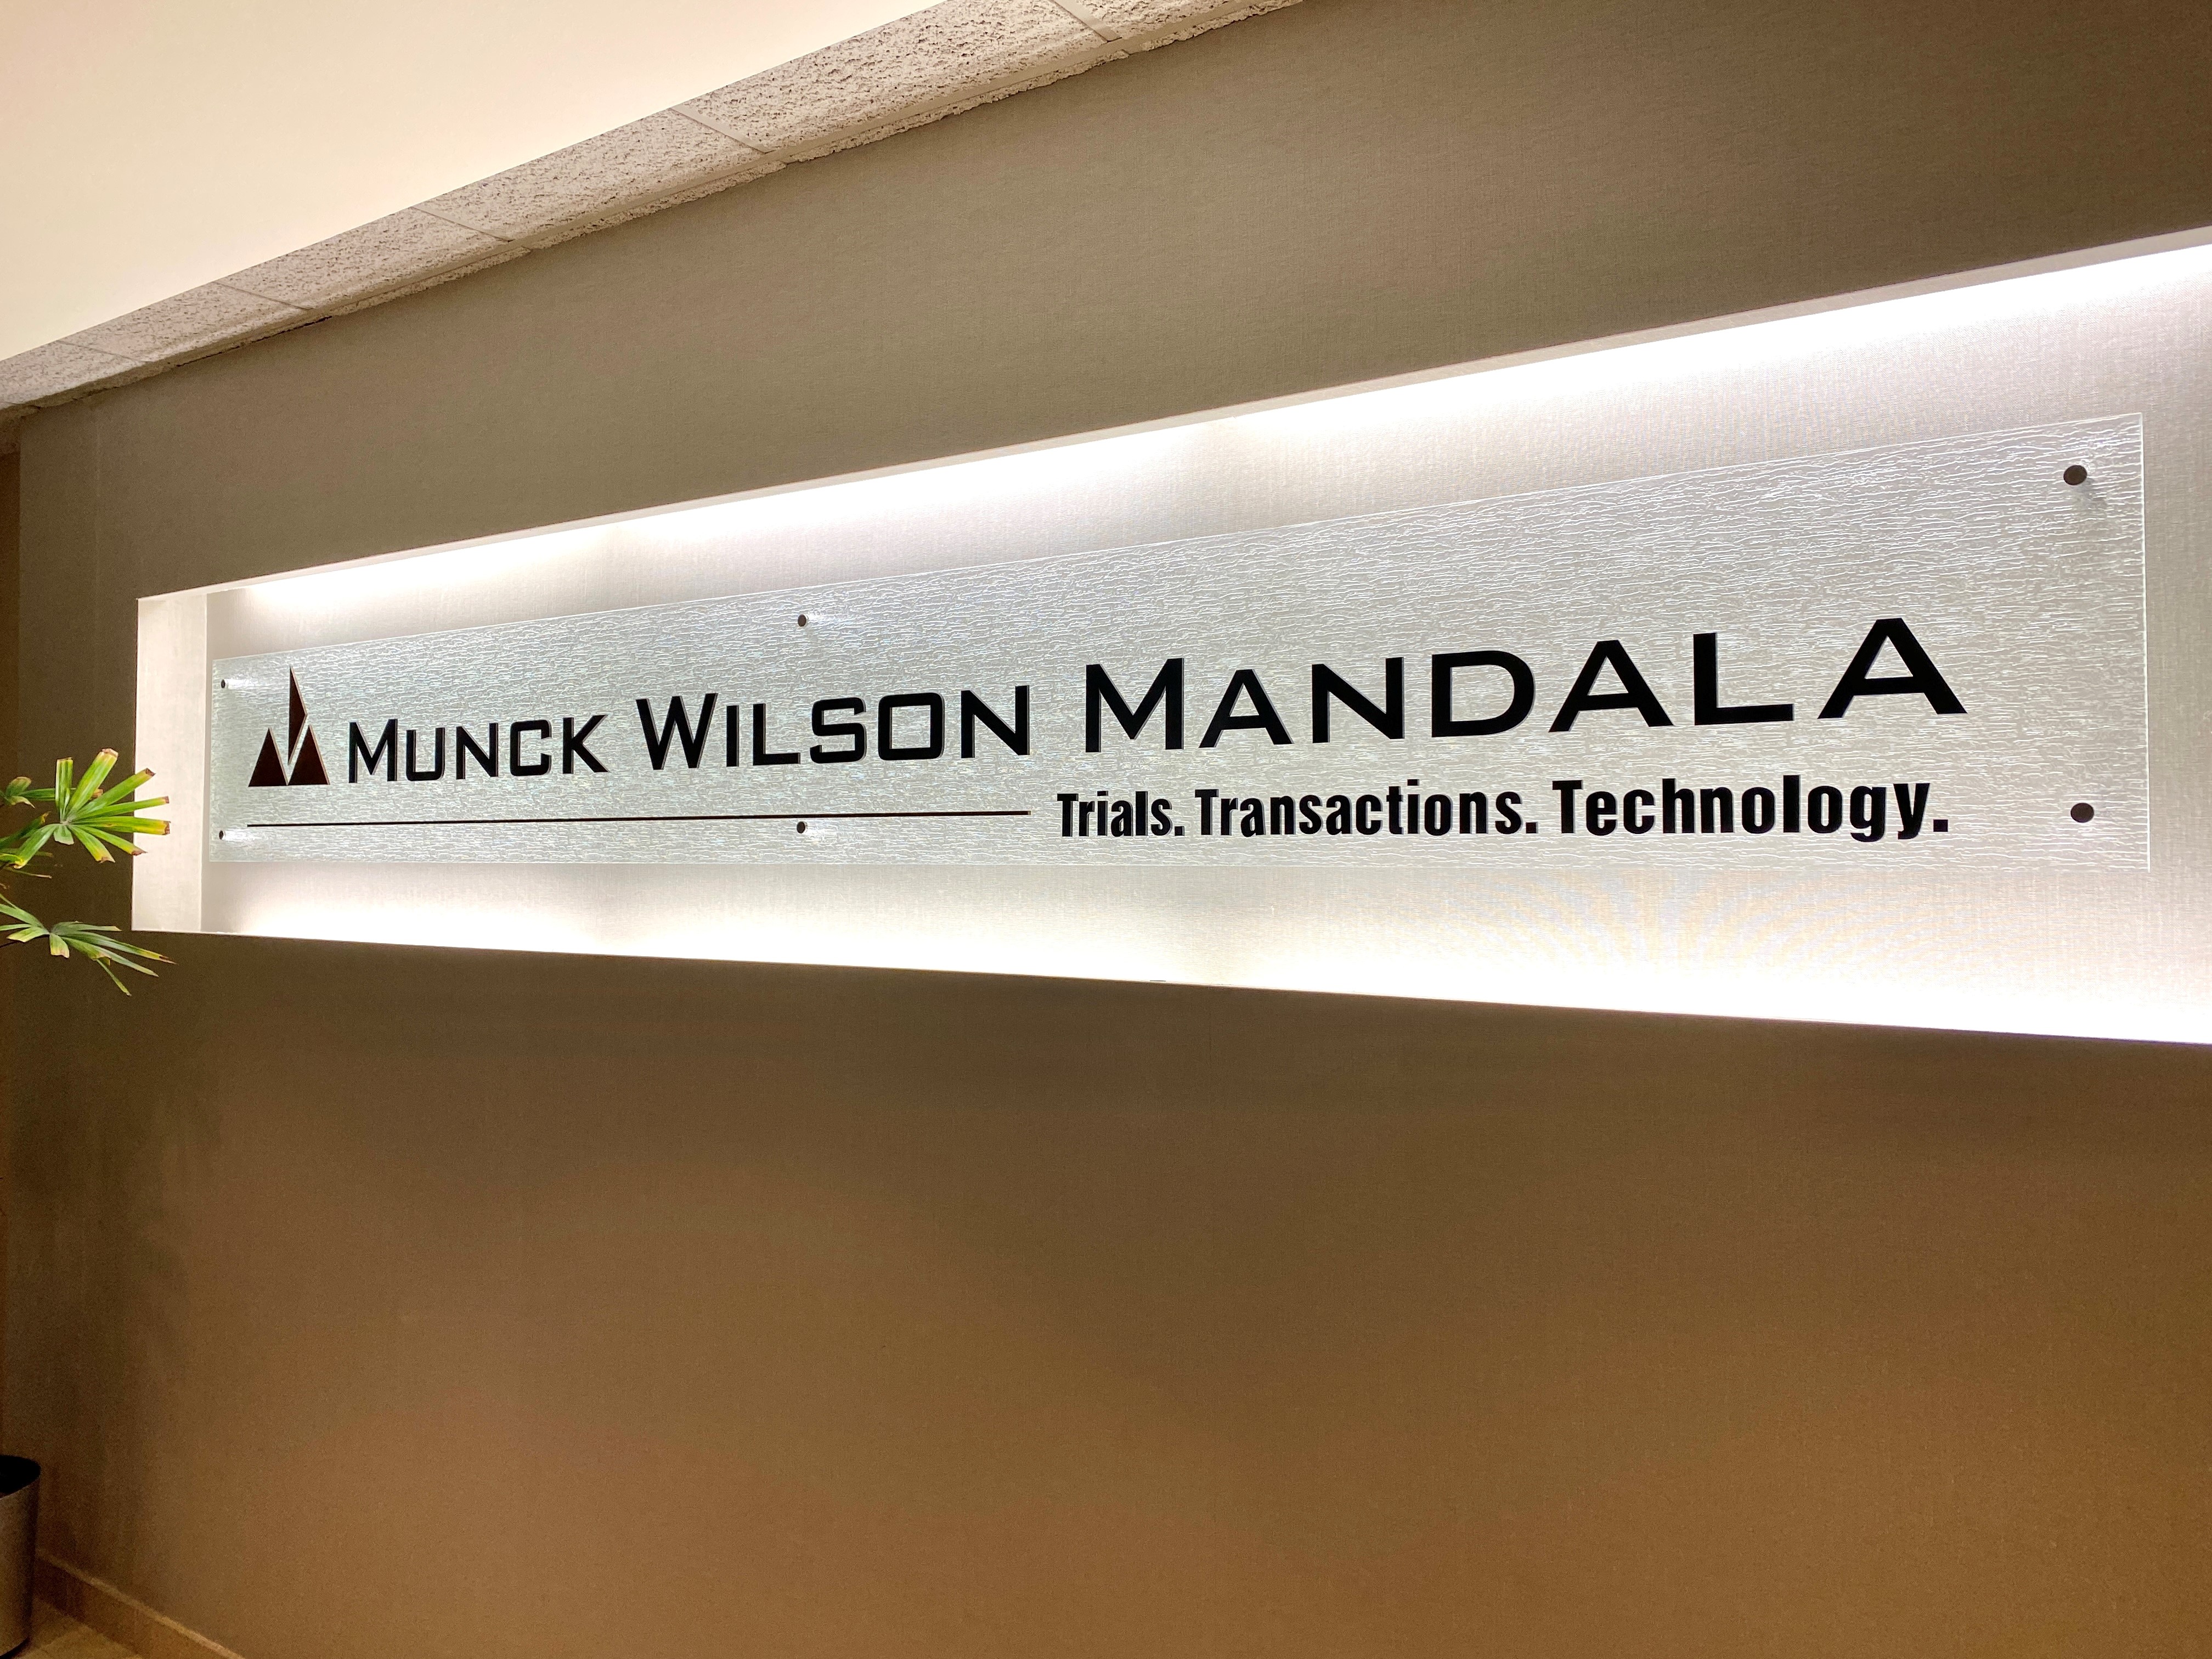 MUNCK WILSON MANDALA
Trials. Transactions. Technology.